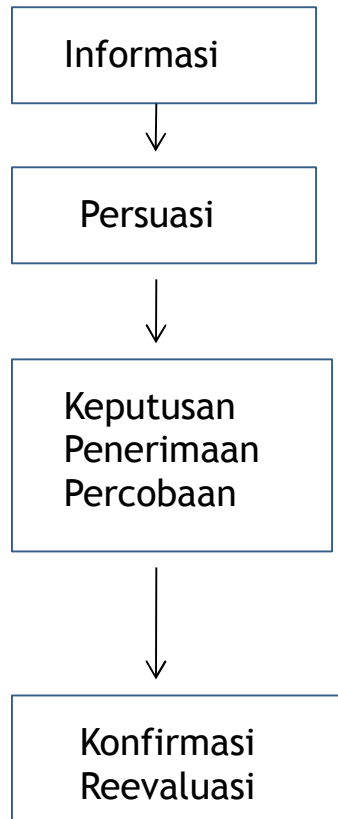 Informasi
Persuasi
Keputusan
Penerimaan
Percobaan
Konfirmasi
Reevaluasi